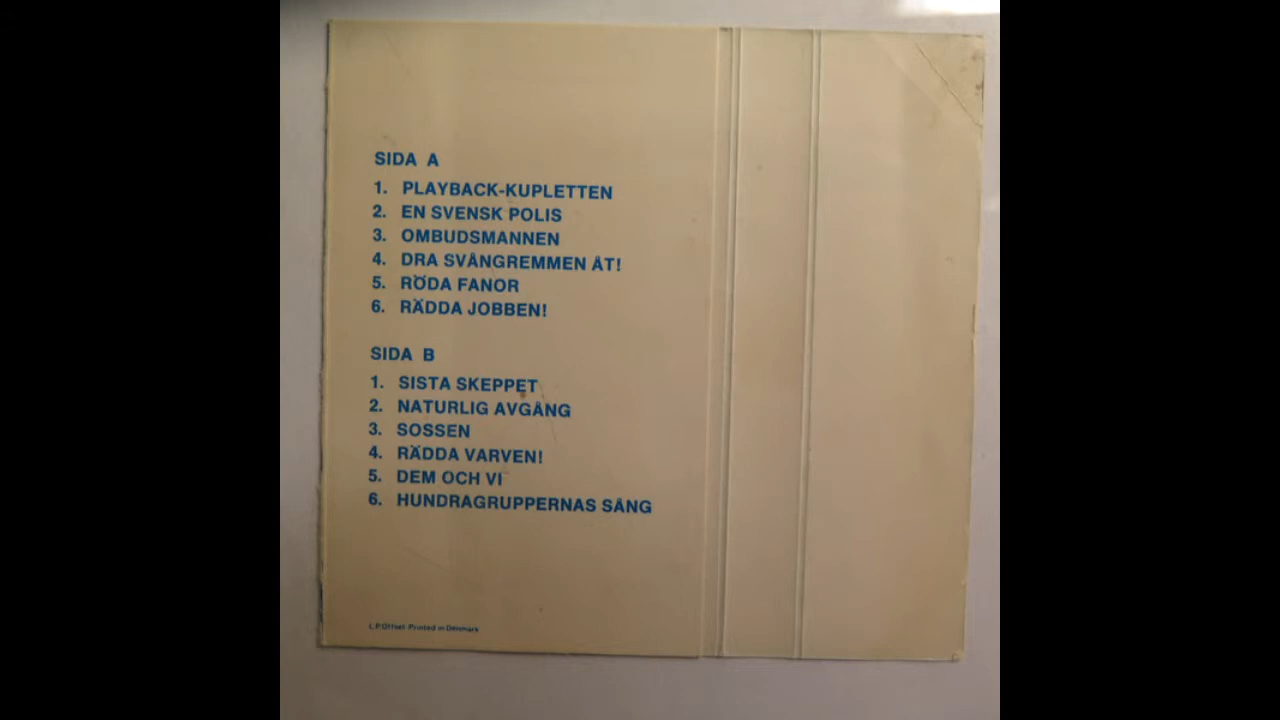 SIDA A
1. PLAYBACK-KUPLETTEN
2. EN SVENSK POLIS
3. OMBUDSMANNEN
4. DRA SVÅNGREMMEN ÅT!
5. RÖDA FANOR
6. RÄDDA JOBBEN!
SIDA B
1. SISTA SKEPPET
2. NATURLIG AVGÅNG
3. SOSSEN
4. RÄDDA VARVEN!
5. DEM OCH VI
6. HUNDRAGRUPPERNAS SÅNG
L.P.Offset Printed in Denmark